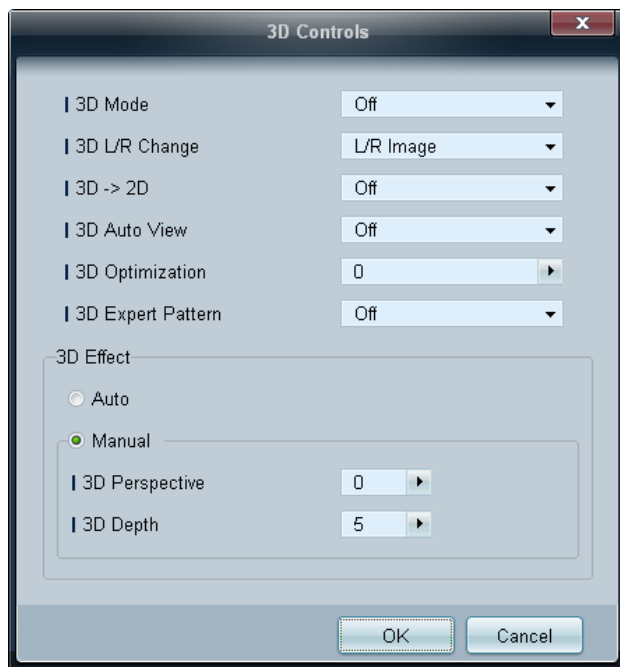 3D Controls
x
3D Mode Off
3D L/R Change L/R Image
3D -> 2D Off
3D Auto View Off
3D Optimization 0
3D Expert Pattern Off
3D Effect
Auto
Manual
3D Perspective 0
3D Depth 5
OK Cancel